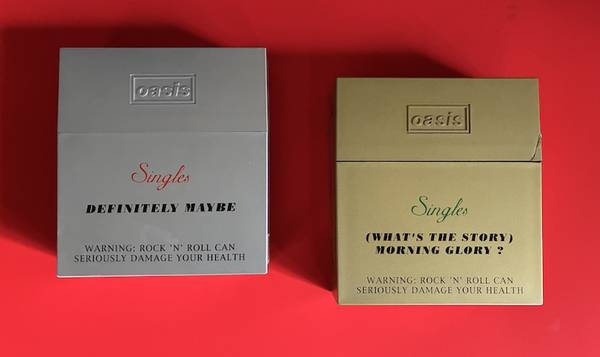 oasis
Singles
DEFINITELY MAYBE
WARNING: ROCK 'N' ROLL CAN
SERIOUSLY DAMAGE YOUR HEALTH
oasis
Singles
(WHAT'S THE STORY)
MORNING GLORY ?
WARNING: ROCK 'N' ROLL CAN
SERIOUSLY DAMAGE YOUR HEALTH